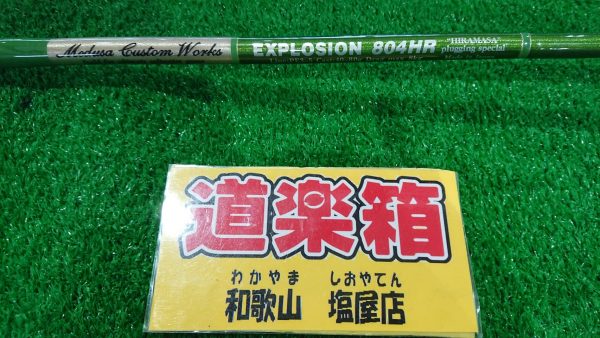 Medusa Custom Works EXPLOSION 804HR "HIRAMASA"
plugging special
道楽箱
わかやま しおやてん
和歌山 塩屋店